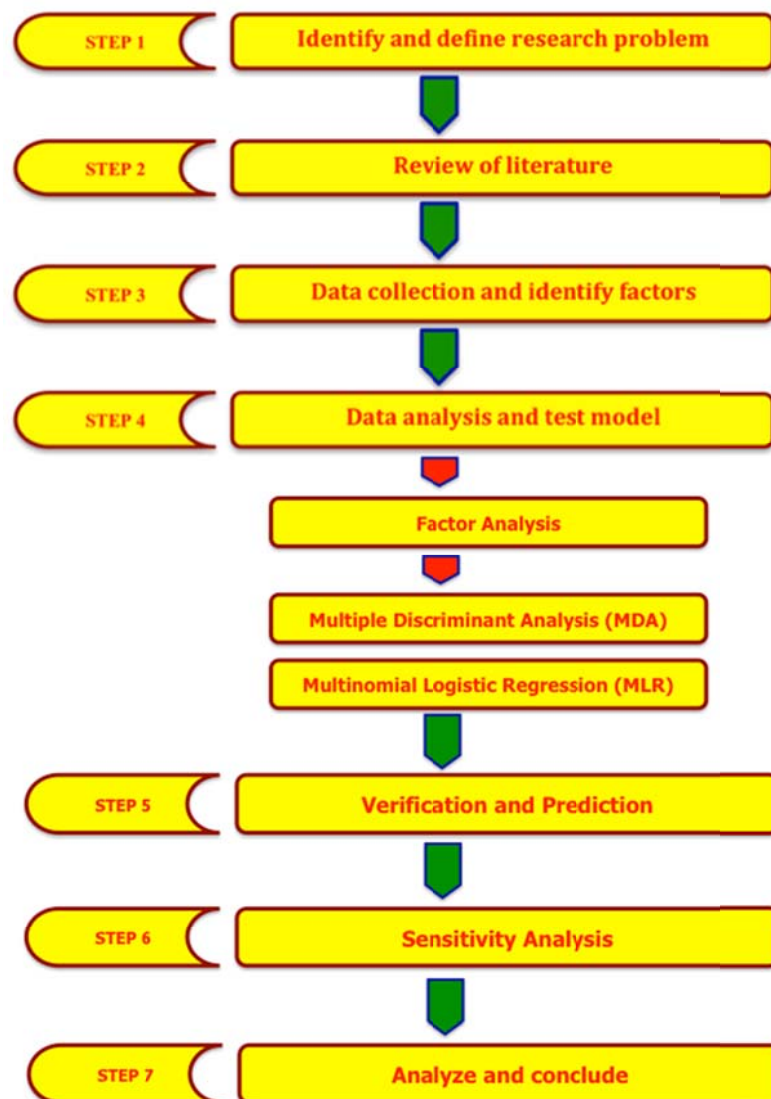 STEP 1
Identify and define research problem
STEP 2
Review of literature
STEP 3
Data collection and identify factors
STEP 4
Data analysis and test model
Factor Analysis
Multiple Discriminant Analysis (MDA)
Multinomial Logistic Regression (MLR)
STEP 5
Verification and Prediction
STEP 6
Sensitivity Analysis
STEP 7
Analyze and conclude